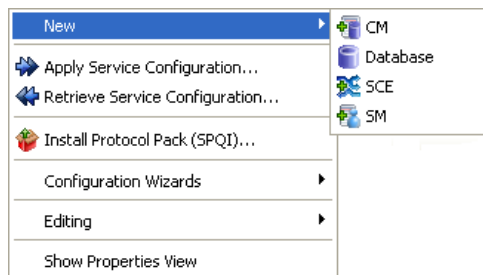 New
CM
Database
SCE
SM
Apply Service Configuration...
Retrieve Service Configuration...
Install Protocol Pack (SPQI)...
Configuration Wizards
Editing
Show Properties View